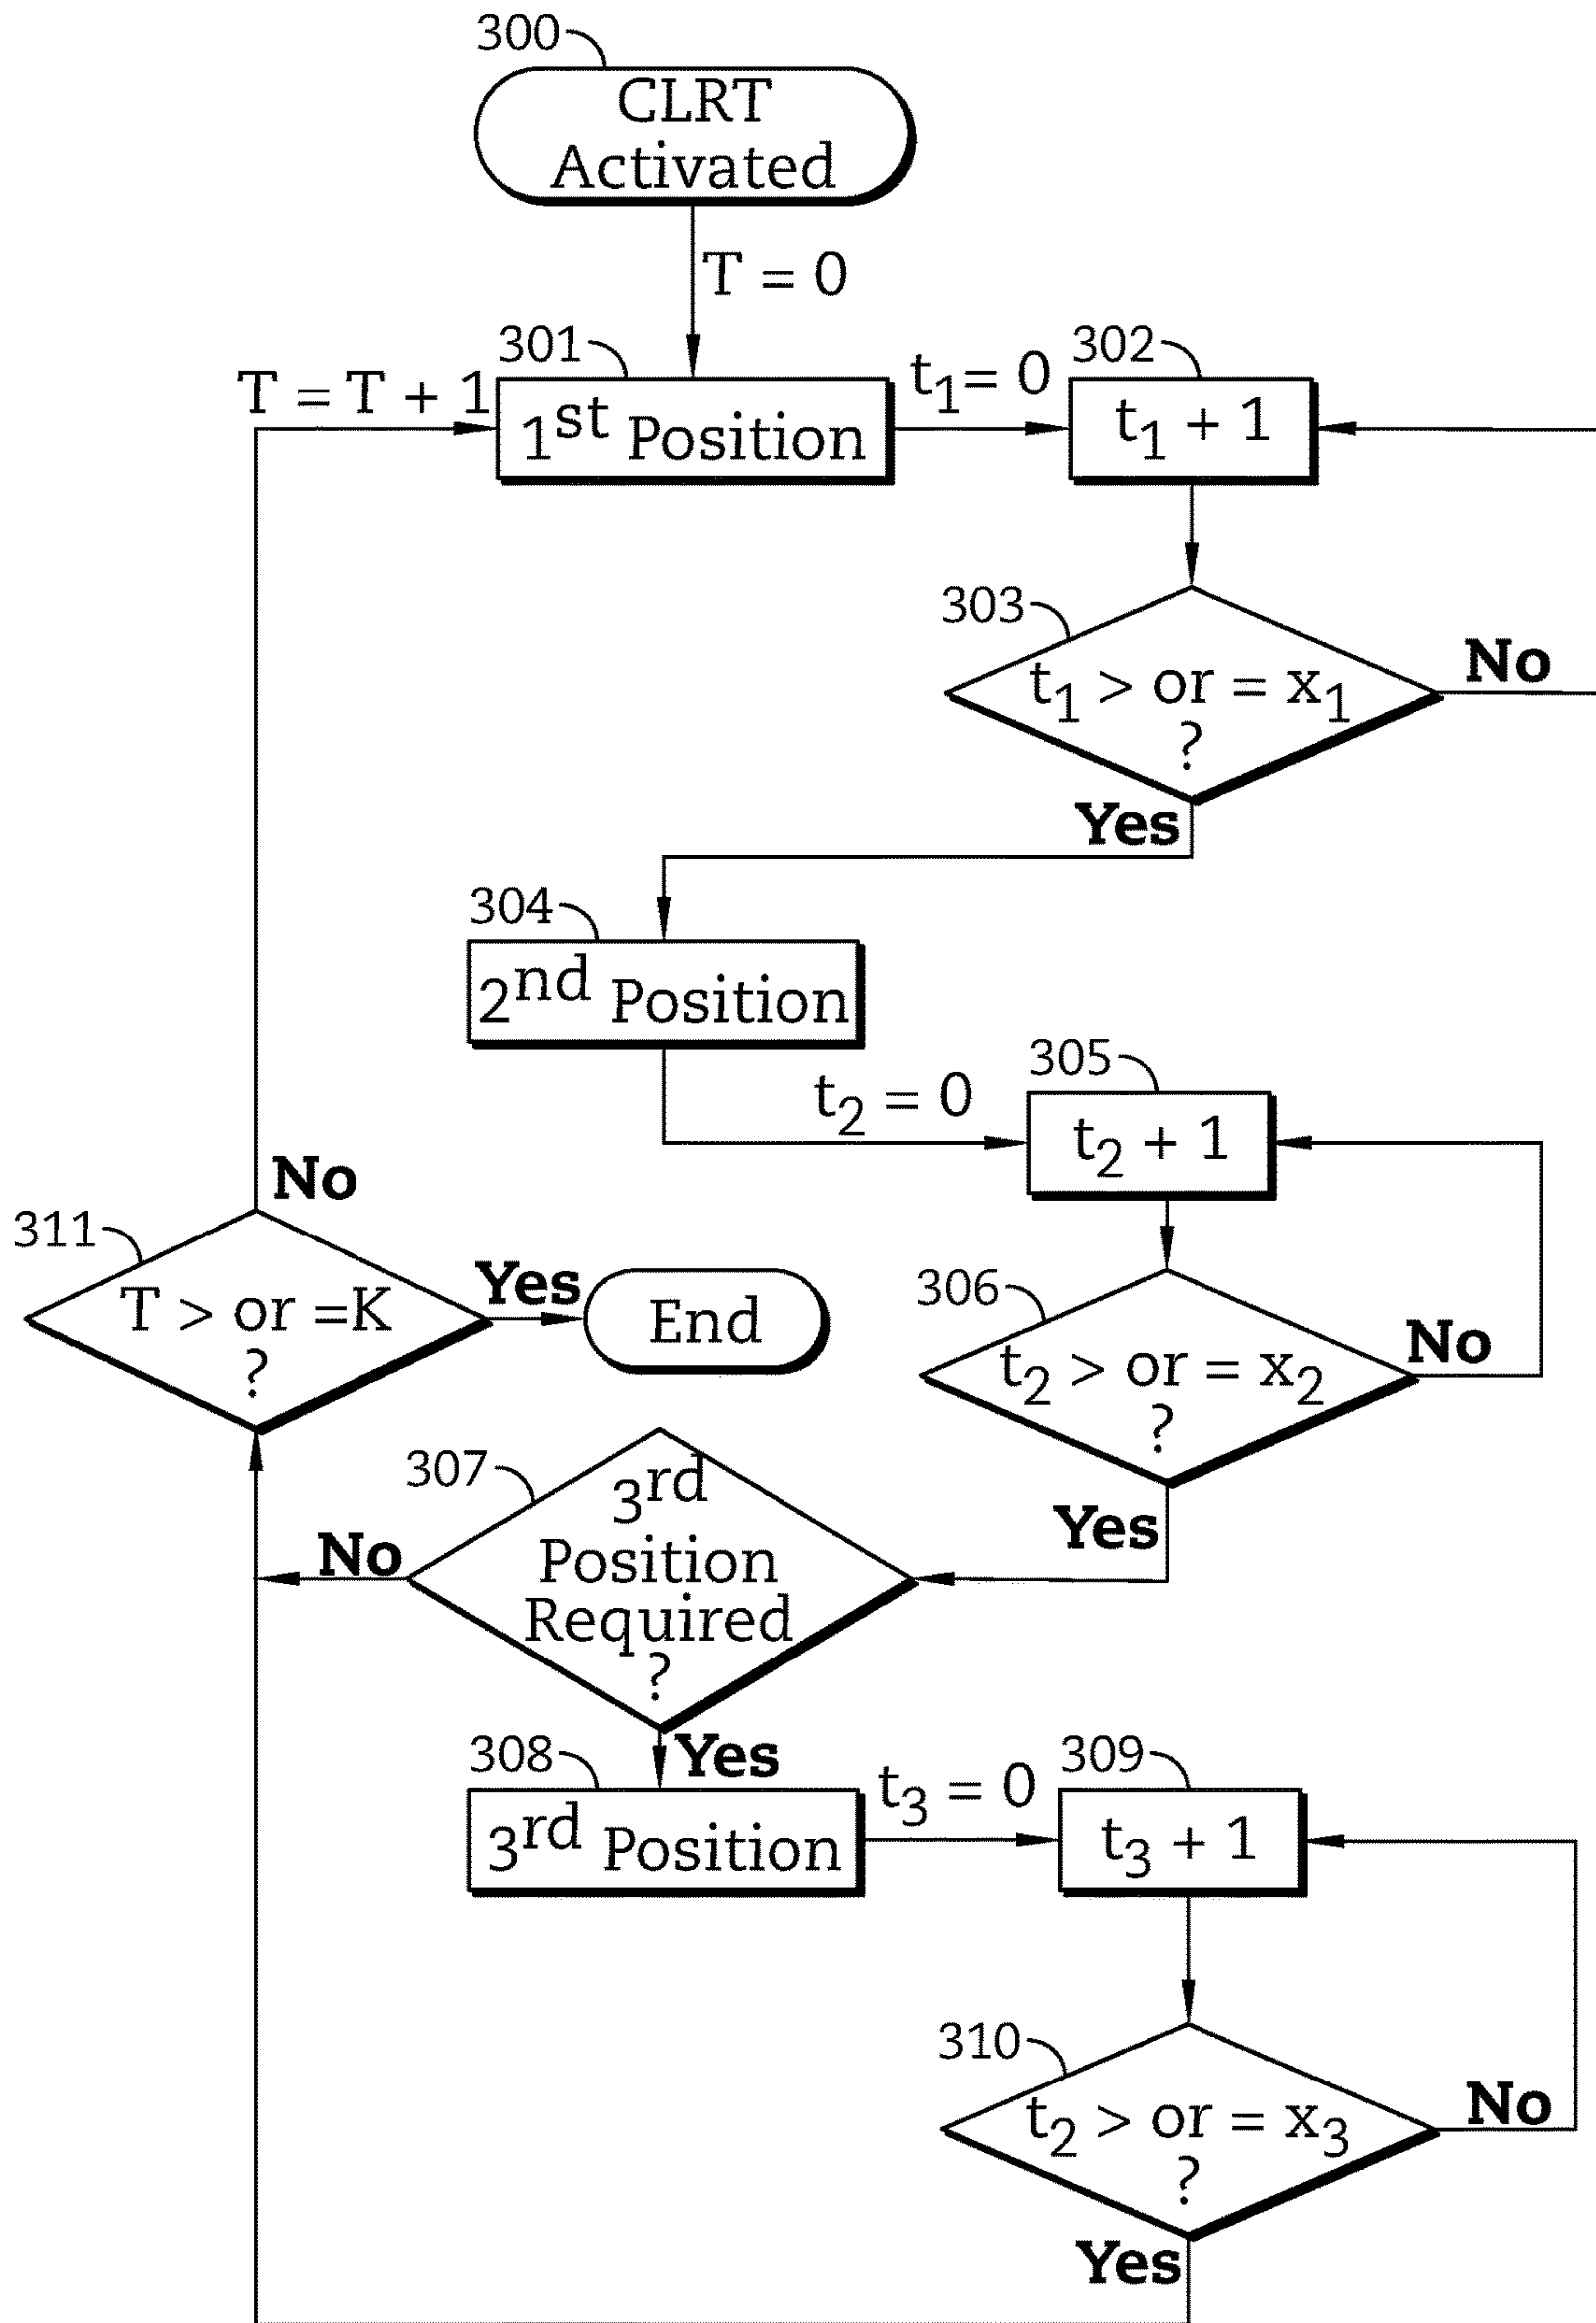 300
CLRT
Activated
T = 0
301
302
T = T + 1
1st Position
t1= 0
t1 + 1
303
t1 > or = x1
?
No
Yes
304
2nd Position
305
t2 = 0
t2 + 1
No
311
T > or =K
?
Yes
End
306
t2 > or = x2
?
No
Yes
307
3rd
Position
Required
?
No
Yes
308
3rd Position
t3 = 0
309
t3 + 1
310
t2 > or = x3
?
No
Yes